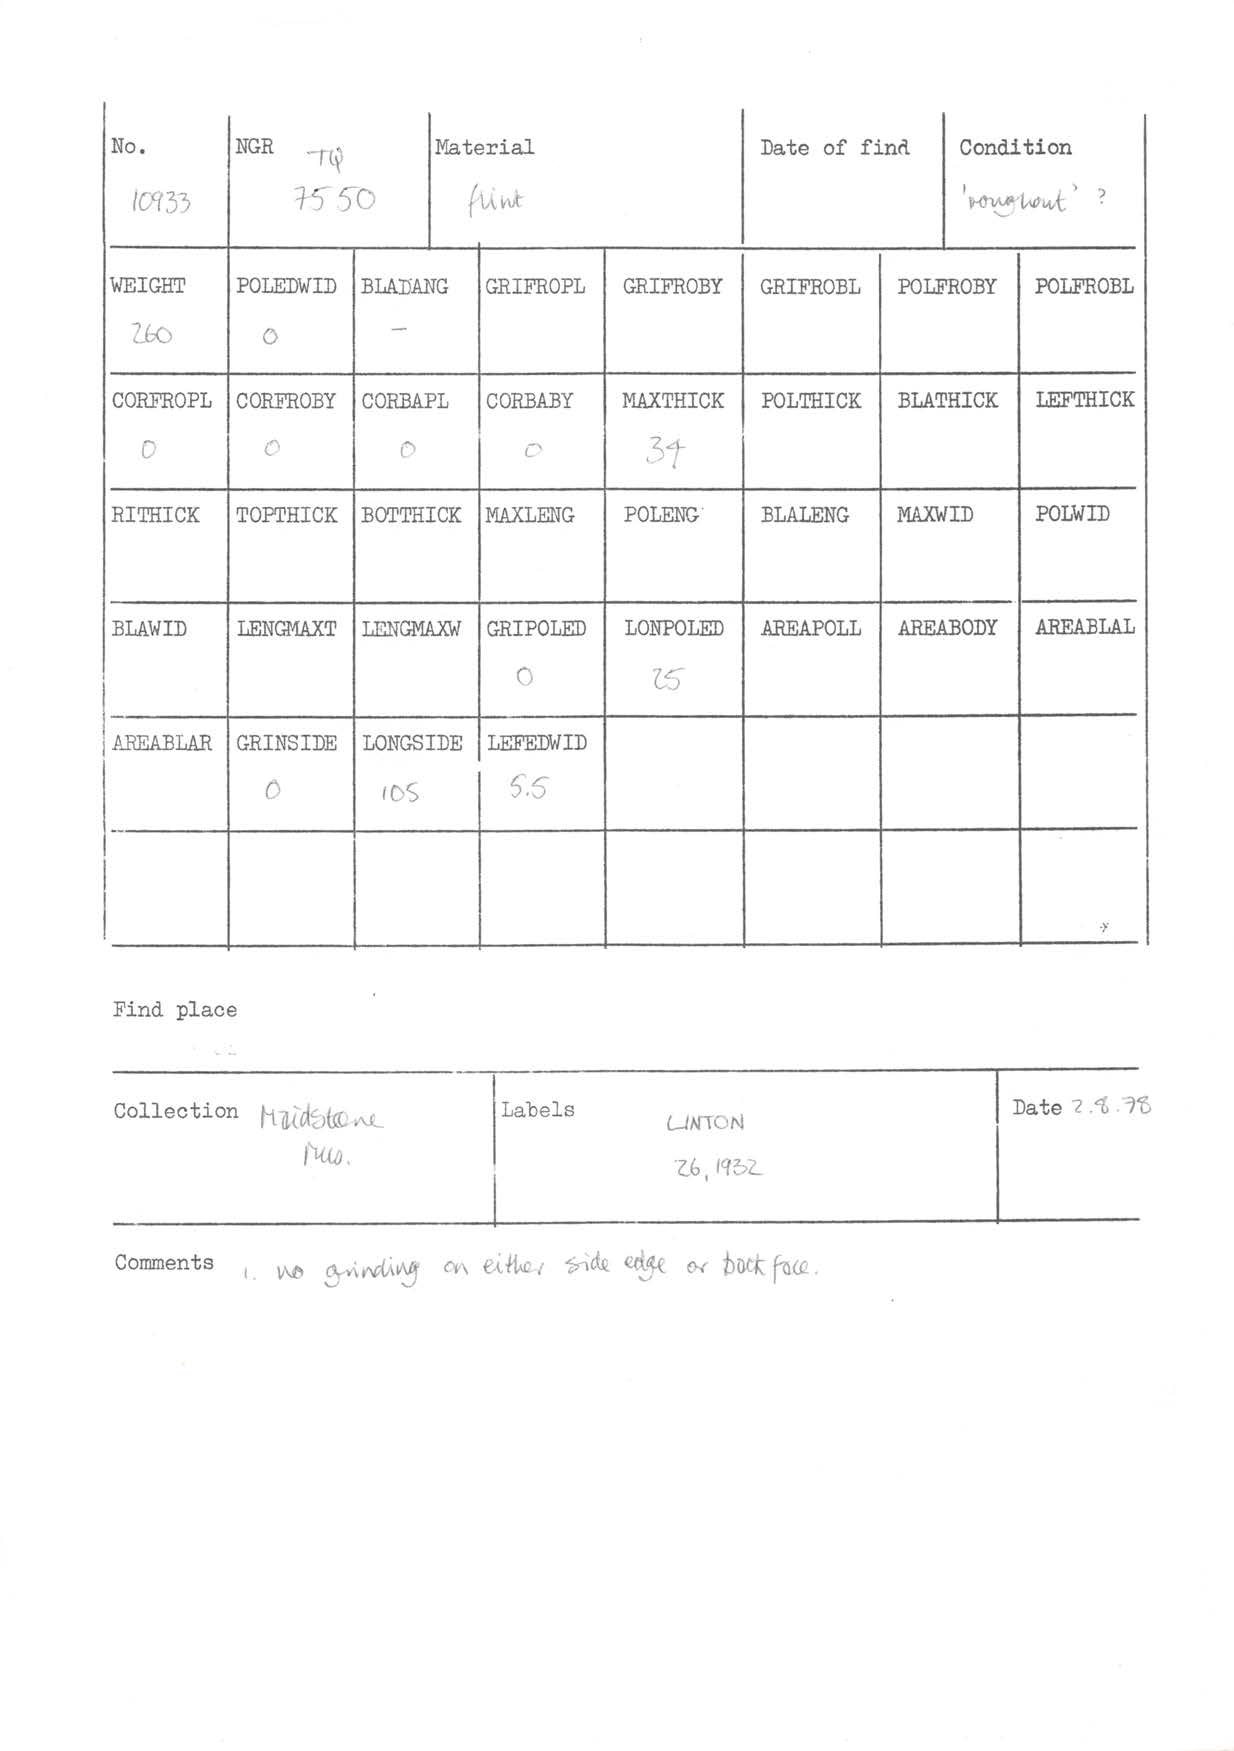 No. NGR TQ Material Date of find Condition
10933 7550 flint 'roughout' ?
WEIGHT POLEDWID BLADANG GRIFROPL GRIFROBY GRIFROBL POLFROBY POLFROBL
260 0 –
CORFROPL CORFROBY CORBAPL CORBABY MAXTHICK POLTHICK BLATHICK LEFTHICK
0 0 0 0 34
RITHICK TOPTHICK BOTTHICK MAXLENG POLENG BLALENG MAXWID POLWID
BLAWID LENGMAXT LENGMAXW GRIPOLED LONPOLED AREAPOLL AREABODY AREABLAL
0 25
AREABLAR GRINSIDE LONGSIDE LEFEDWID
0 105 5.5
Find place
Collection Maidstone Labels LINTON Date 2.8.78
Mus. 26, 1932
Comments 1. no grinding on either side edge or back face.